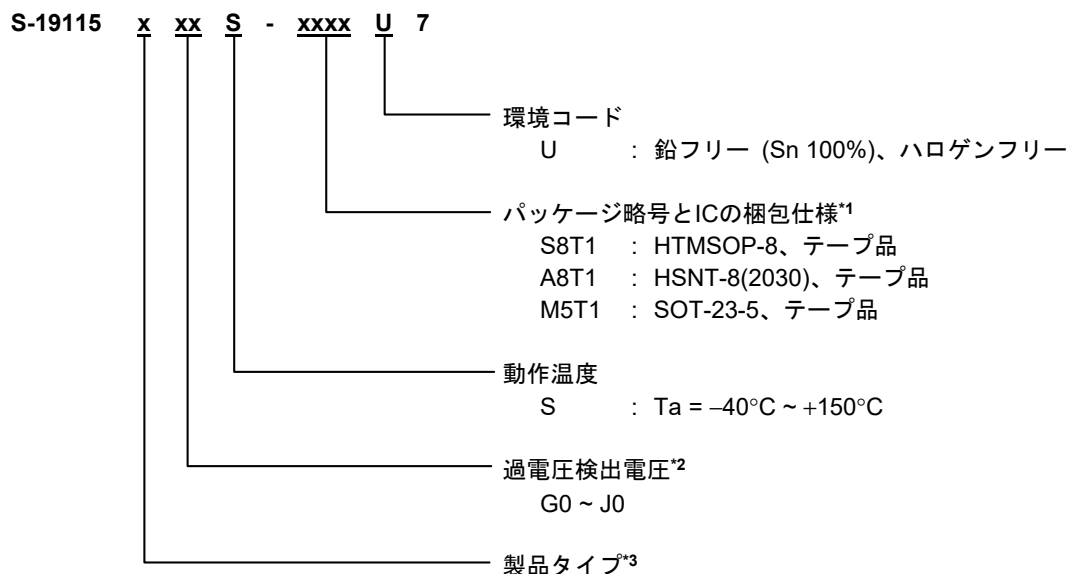 S-19115 x xx S - xxxx U 7
環境コード
U : 鉛フリー (Sn 100%)、ハロゲンフリー
パッケージ略号とICの梱包仕様*1
S8T1 : HTMSOP-8、テープ品
A8T1 : HSNT-8(2030)、テープ品
M5T1 : SOT-23-5、テープ品
動作温度
S : Ta = −40°C ~ +150°C
過電圧検出電圧*2
G0 ~ J0
製品タイプ*3